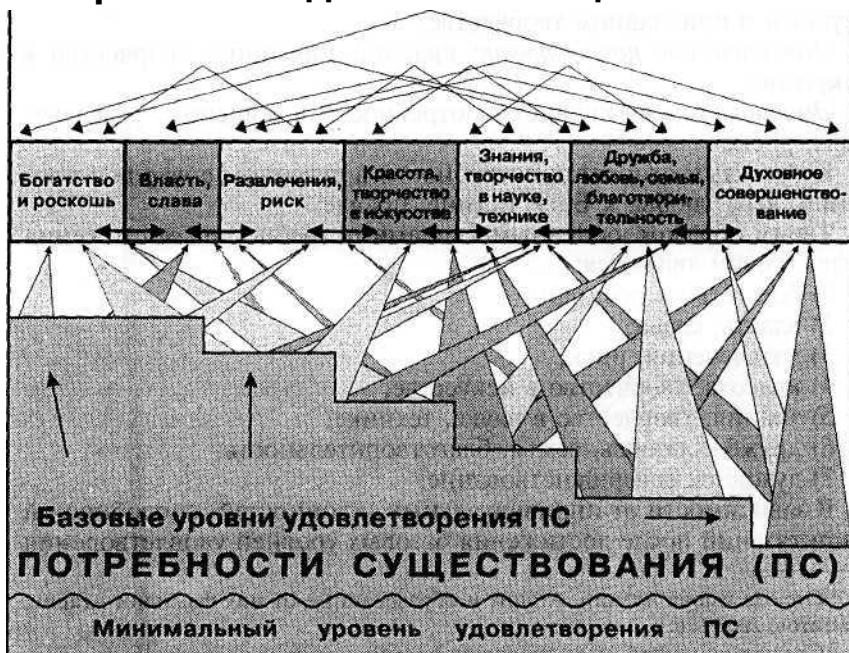 Богатство
и роскошь
Власть,
слава
Развлечения,
риск
Красота,
творчество
в искусстве
Знания,
творчество
в науке,
технике
Дружба,
любовь, семья,
благотвори-
тельность
Духовное
совершенство-
вание
Базовые уровни удовлетворения ПС
ПОТРЕБНОСТИ СУЩЕСТВОВАНИЯ (ПС)
Минимальный уровень удовлетворения ПС